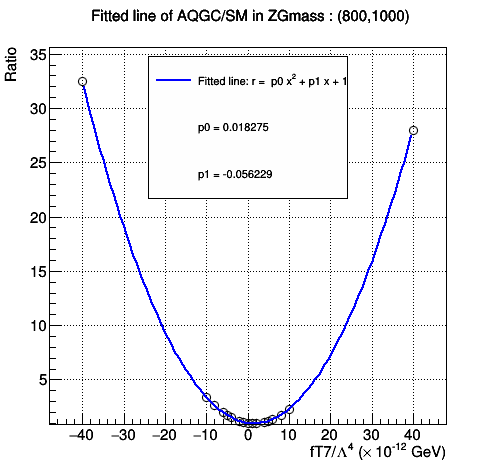 Fitted line of AQGC/SM in ZGmass : (800,1000)
Ratio
35
30
25
20
15
10
5
Fitted line: r = p0 x² + p1 x + 1
p0 = 0.018275
p1 = -0.056229
−40 −30 −20 −10 0 10 20 30 40
fT7/Λ⁴ (× 10⁻¹² GeV)